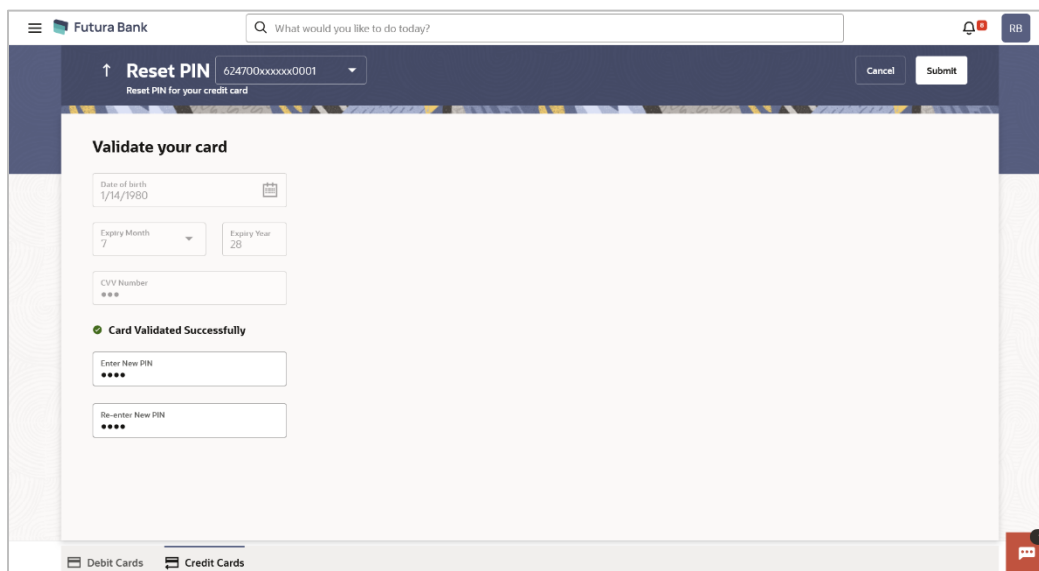 Futura Bank
What would you like to do today?
8
RB
Reset PIN
624700xxxxxx0001
Cancel
Submit
Reset PIN for your credit card
Validate your card
Date of birth
1/14/1980
Expiry Month
7
Expiry Year
28
CVV Number
•••
Card Validated Successfully
Enter New PIN
••••
Re-enter New PIN
••••
Debit Cards
Credit Cards